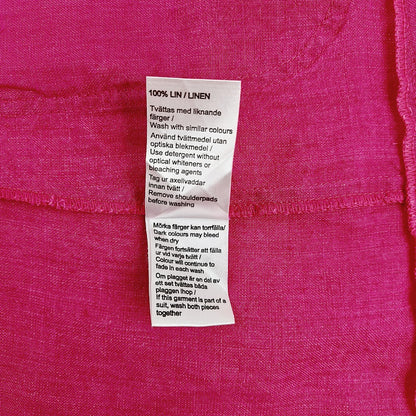 100% LIN / LINEN
Tvättas med liknande
färger /
Wash with similar colours
Använd tvättmedel utan
optiska blekmedel /
Use detergent without
optical whiteners or
bleaching agents
Tag ur axelvaddar
innan tvätt /
Remove shoulderpads
before washing
Mörka färger kan torrfälla/
Dark colours may bleed
when dry
Färgen fortsätter att fälla
ur vid varje tvätt /
Colour will continue to
fade in each wash
Om plagget är en del av
ett set tvättas båda
plaggen ihop /
If this garment is part of a
suit, wash both pieces
together